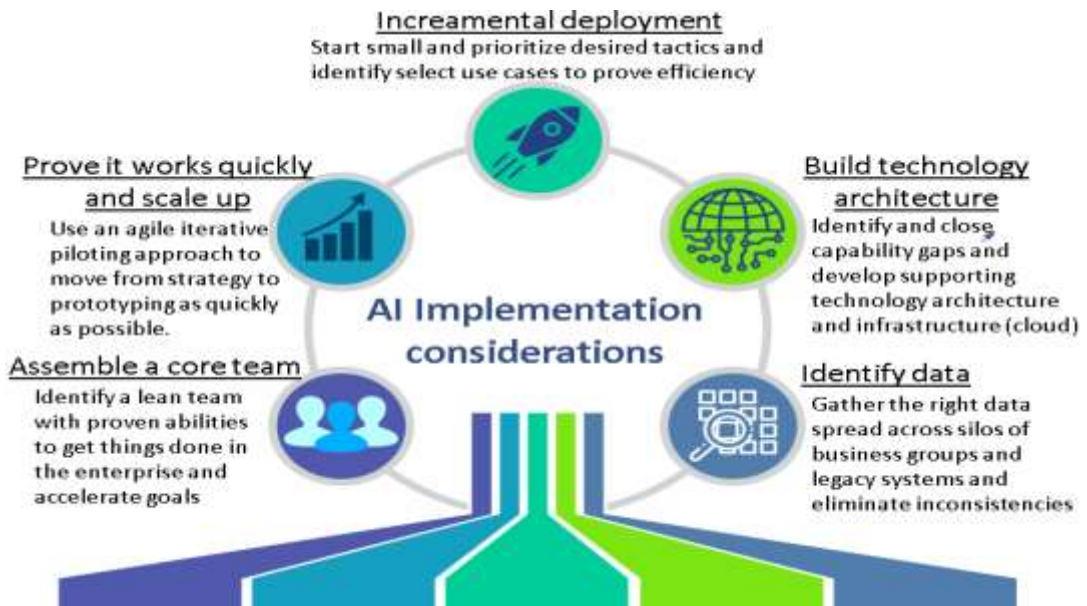 Increamental deployment
Start small and prioritize desired tactics and
identify select use cases to prove efficiency
Prove it works quickly
and scale up
Use an agile iterative
piloting approach to
move from strategy to
prototyping as quickly
as possible.
Build technology
architecture
Identify and close
capability gaps and
develop supporting
technology architecture
and infrastructure (cloud)
AI Implementation
considerations
Assemble a core team
Identify a lean team
with proven abilities
to get things done in
the enterprise and
accelerate goals
Identify data
Gather the right data
spread across silos of
business groups and
legacy systems and
eliminate inconsistencies